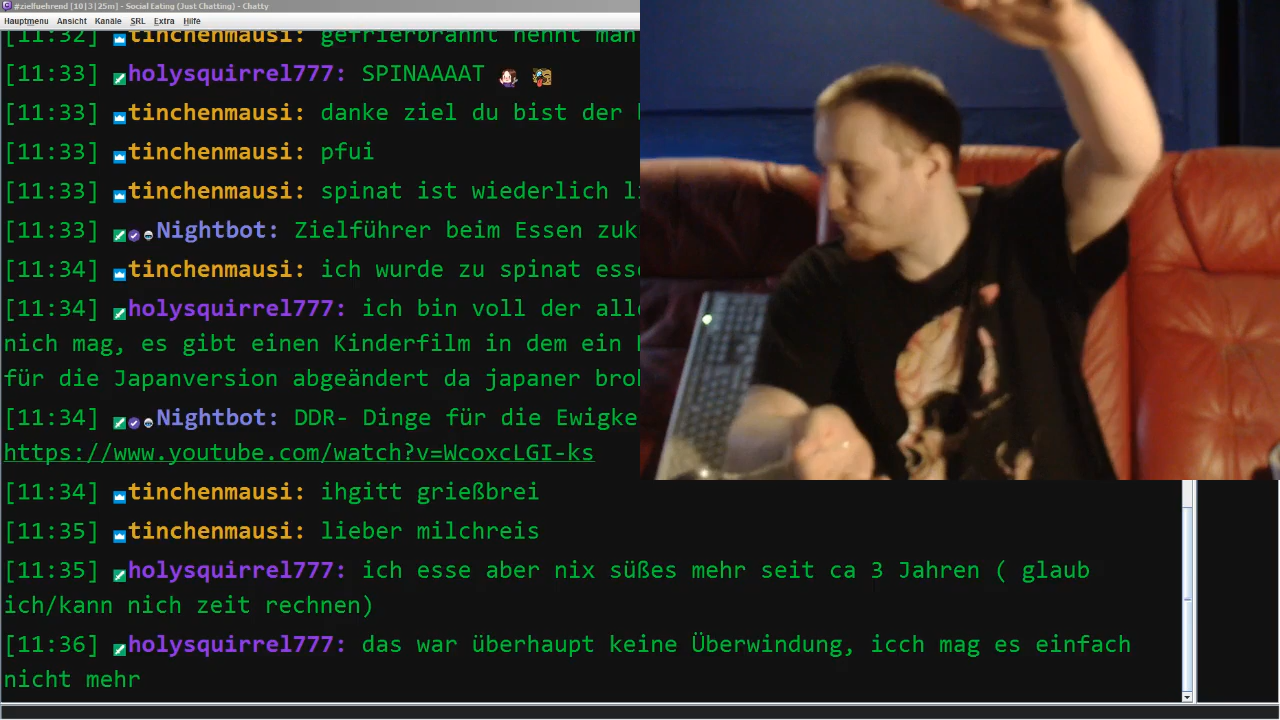 #zielfuehrend [10|3|25m] - Social Eating (Just Chatting) - Chatty
Hauptmenu Ansicht Kanäle SRL Extra Hilfe
[11:32] tinchenmausi: gefrierbrannt nennt man
[11:33] holysquirrel777: SPINAAAAT
[11:33] tinchenmausi: danke ziel du bist der
[11:33] tinchenmausi: pfui
[11:33] tinchenmausi: spinat ist wiederlich
[11:33] Nightbot: Zielführer beim Essen
[11:34] tinchenmausi: ich wurde zu spinat
[11:34] holysquirrel777: ich bin voll der
nich mag, es gibt einen Kinderfilm in dem ein
für die Japanversion abgeändert da japaner
[11:34] Nightbot: DDR- Dinge für die
https://www.youtube.com/watch?v=WcoxcLGI-ks
[11:34] tinchenmausi: ihgitt grießbrei
[11:35] tinchenmausi: lieber milchreis
[11:35] holysquirrel777: ich esse aber nix süßes mehr seit ca 3 Jahren ( glaub
ich/kann nich zeit rechnen)
[11:36] holysquirrel777: das war überhaupt keine Überwindung, icch mag es einfach
nicht mehr